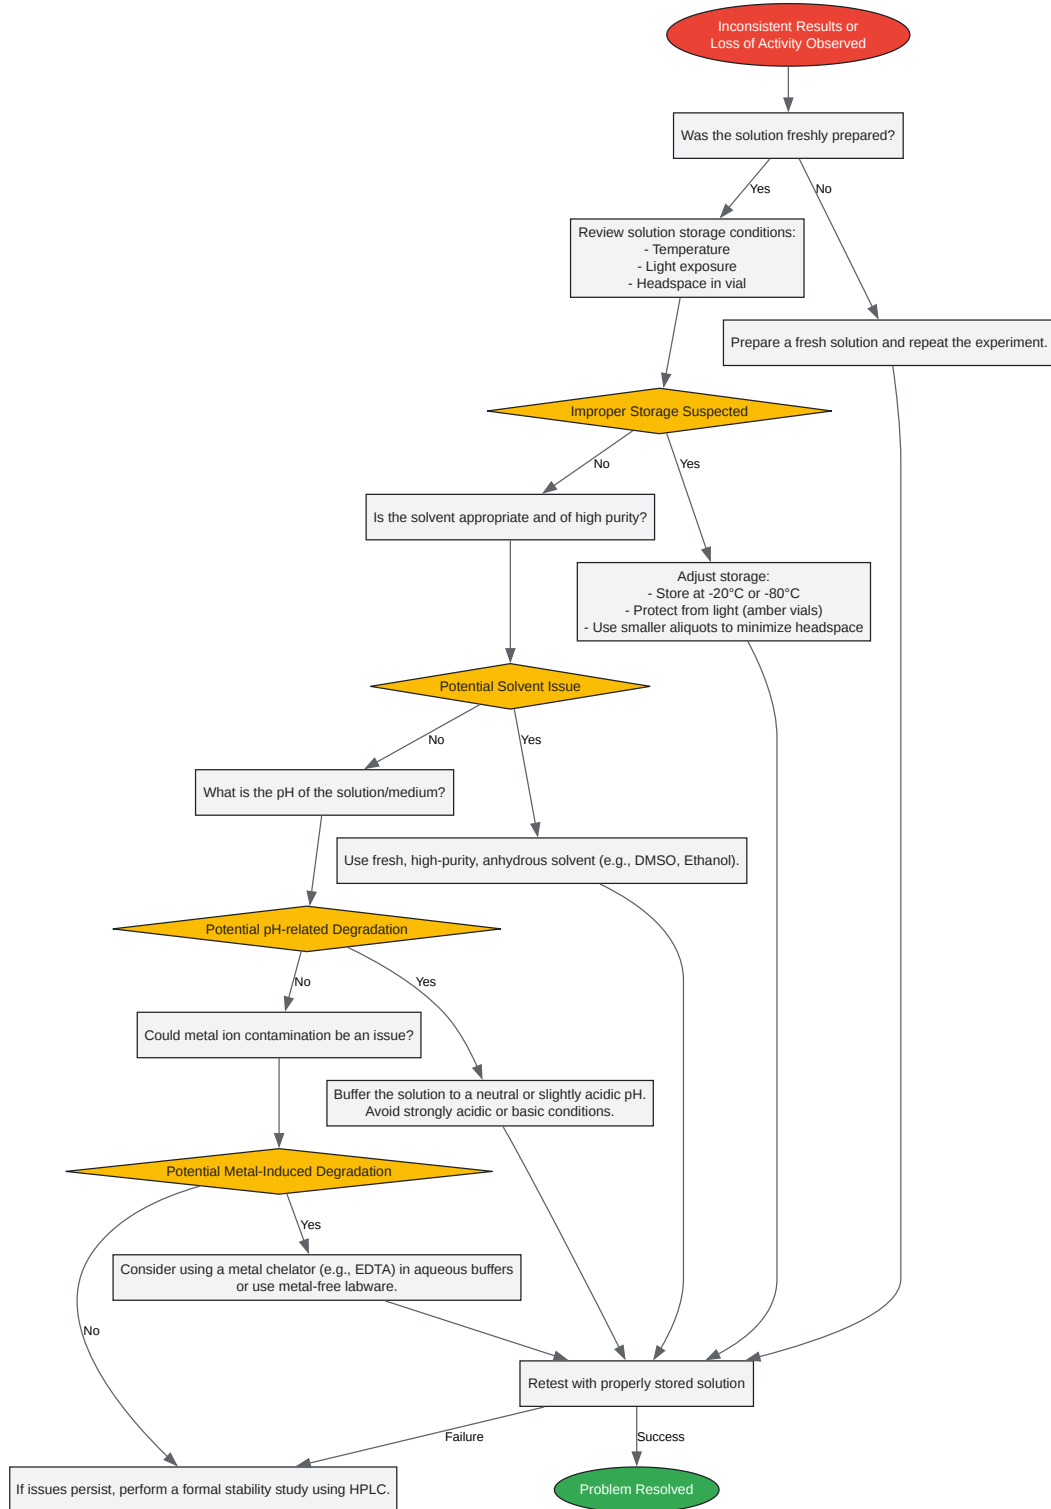 Inconsistent Results or
Loss of Activity Observed
Was the solution freshly prepared?
Yes
No
Review solution storage conditions:
- Temperature
- Light exposure
- Headspace in vial
Prepare a fresh solution and repeat the experiment.
Improper Storage Suspected
No
Yes
Is the solvent appropriate and of high purity?
Adjust storage:
- Store at -20°C or -80°C
- Protect from light (amber vials)
- Use smaller aliquots to minimize headspace
Potential Solvent Issue
No
Yes
What is the pH of the solution/medium?
Use fresh, high-purity, anhydrous solvent (e.g., DMSO, Ethanol).
Potential pH-related Degradation
No
Yes
Could metal ion contamination be an issue?
Buffer the solution to a neutral or slightly acidic pH.
Avoid strongly acidic or basic conditions.
Potential Metal-Induced Degradation
Yes
Consider using a metal chelator (e.g., EDTA) in aqueous buffers
or use metal-free labware.
No
Retest with properly stored solution
Failure
Success
If issues persist, perform a formal stability study using HPLC.
Problem Resolved